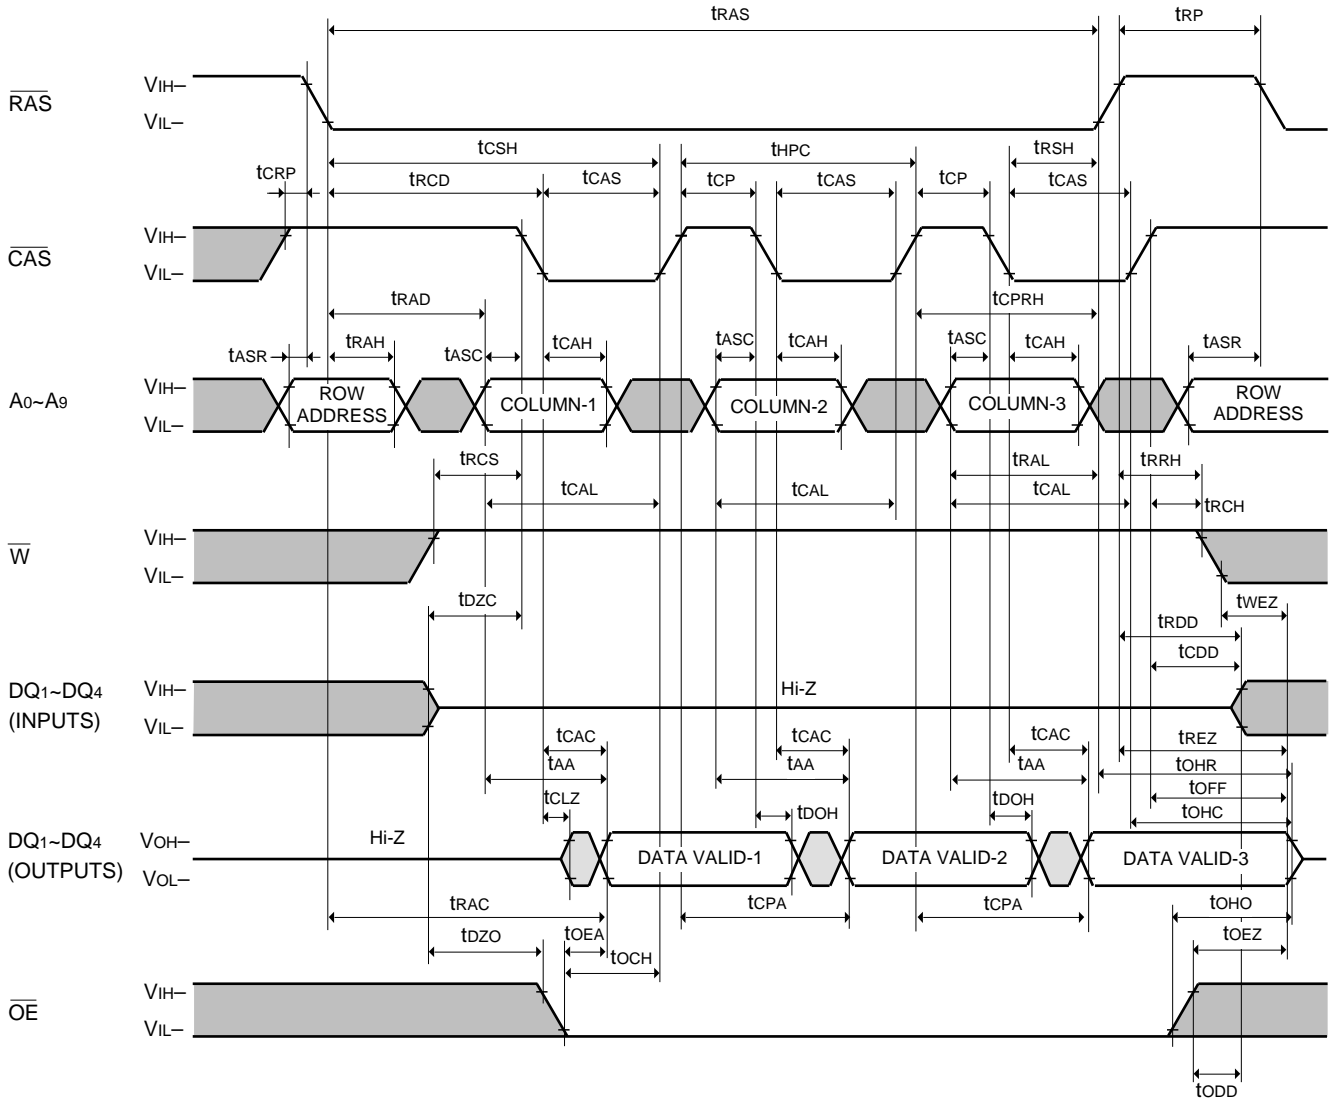 tRAS
tRP
RAS
VIH–
VIL–
tCSH
tHPC
tRSH
tCRP
tRCD
tCAS
tCP
tCAS
tCP
tCAS
CAS
VIH–
VIL–
tRAD
tCPRH
tASR
tRAH
tASC
tCAH
tASC
tCAH
tASC
tCAH
tASR
A0~A9
VIH–
VIL–
ROW
ADDRESS
COLUMN-1
COLUMN-2
COLUMN-3
ROW
ADDRESS
tRCS
tRAL
tRRH
tCAL
tCAL
tCAL
tRCH
W
VIH–
VIL–
tDZC
tWEZ
tRDD
tCDD
DQ1~DQ4
(INPUTS)
VIH–
VIL–
Hi-Z
tCAC
tCAC
tCAC
tREZ
tAA
tAA
tAA
tOHR
tCLZ
tDOH
tDOH
tOFF
tOHC
DQ1~DQ4
(OUTPUTS)
VOH–
VOL–
Hi-Z
DATA VALID-1
DATA VALID-2
DATA VALID-3
tRAC
tCPA
tCPA
tOHO
tDZO
tOEA
tOEZ
tOCH
OE
VIH–
VIL–
tODD